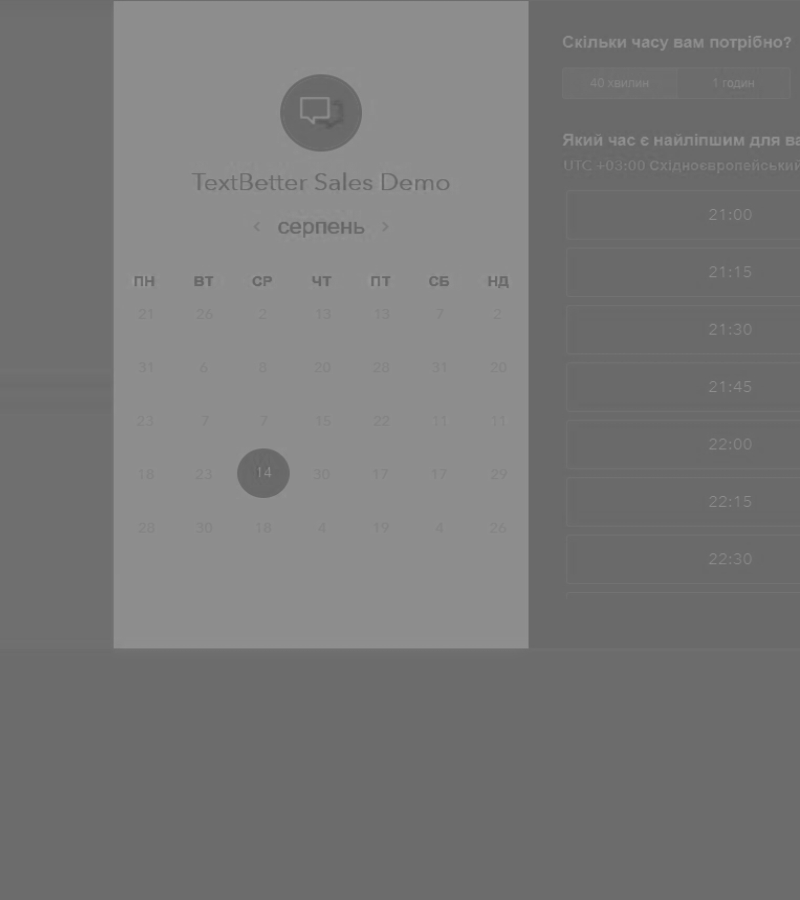 TextBetter Sales Demo
‹ серпень ›
ПН ВТ СР ЧТ ПТ СБ НД
21 26 2 13 13 7 2
31 6 8 20 28 31 20
23 7 7 15 22 11 11
18 23 14 30 17 17 29
28 30 18 4 19 4 26
Скільки часу вам потрібно?
40 хвилин 1 годин
Який час є найліпшим для ва
UTC +03:00 Східноєвропейський
21:00
21:15
21:30
21:45
22:00
22:15
22:30